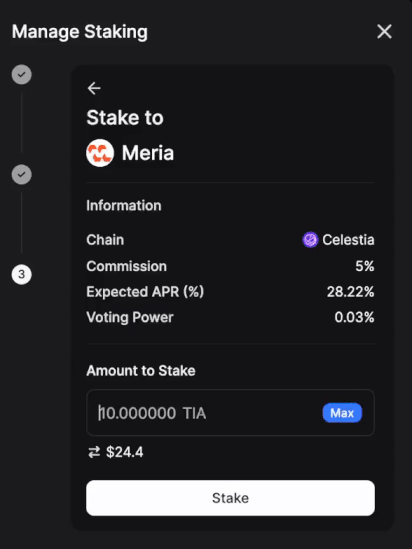 Manage Staking
Stake to
Meria
Information
Chain Celestia
Commission 5%
Expected APR (%) 28.22%
Voting Power 0.03%
Amount to Stake
10.000000 TIA Max
$24.4
3
Stake